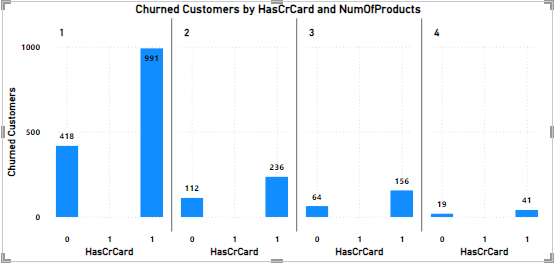 Churned Customers by HasCrCard and NumOfProducts
1 2 3 4
Churned Customers
1000
500
0
418 991
112 236
64 156
19 41
0 1 1 0 1 1 0 1 1 0 1 1
HasCrCard HasCrCard HasCrCard HasCrCard